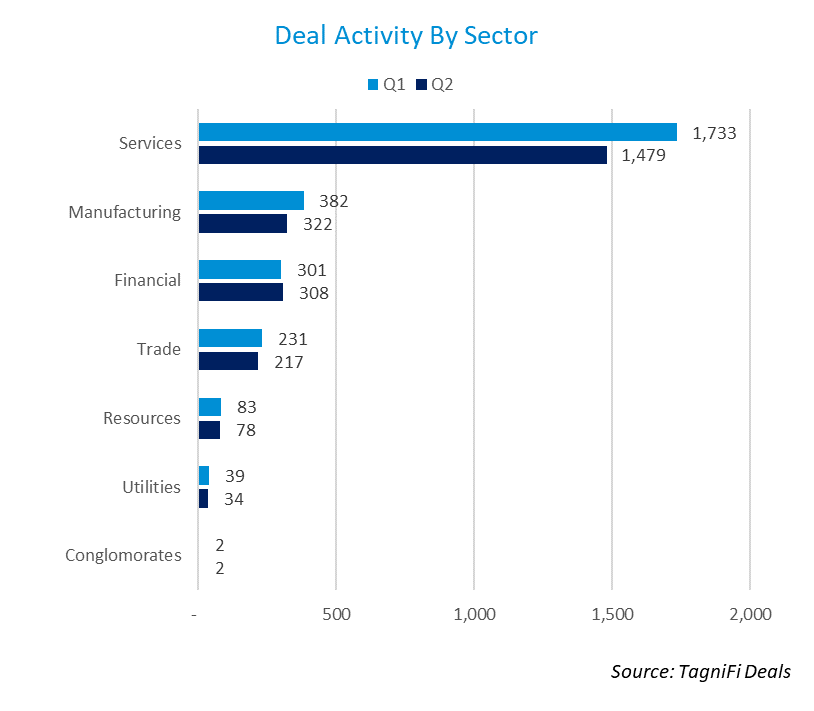 Deal Activity By Sector
Q1 Q2
Services 1,733
1,479
Manufacturing 382
322
Financial 301
308
Trade 231
217
Resources 83
78
Utilities 39
34
Conglomorates 2
2
- 500 1,000 1,500 2,000
Source: TagniFi Deals